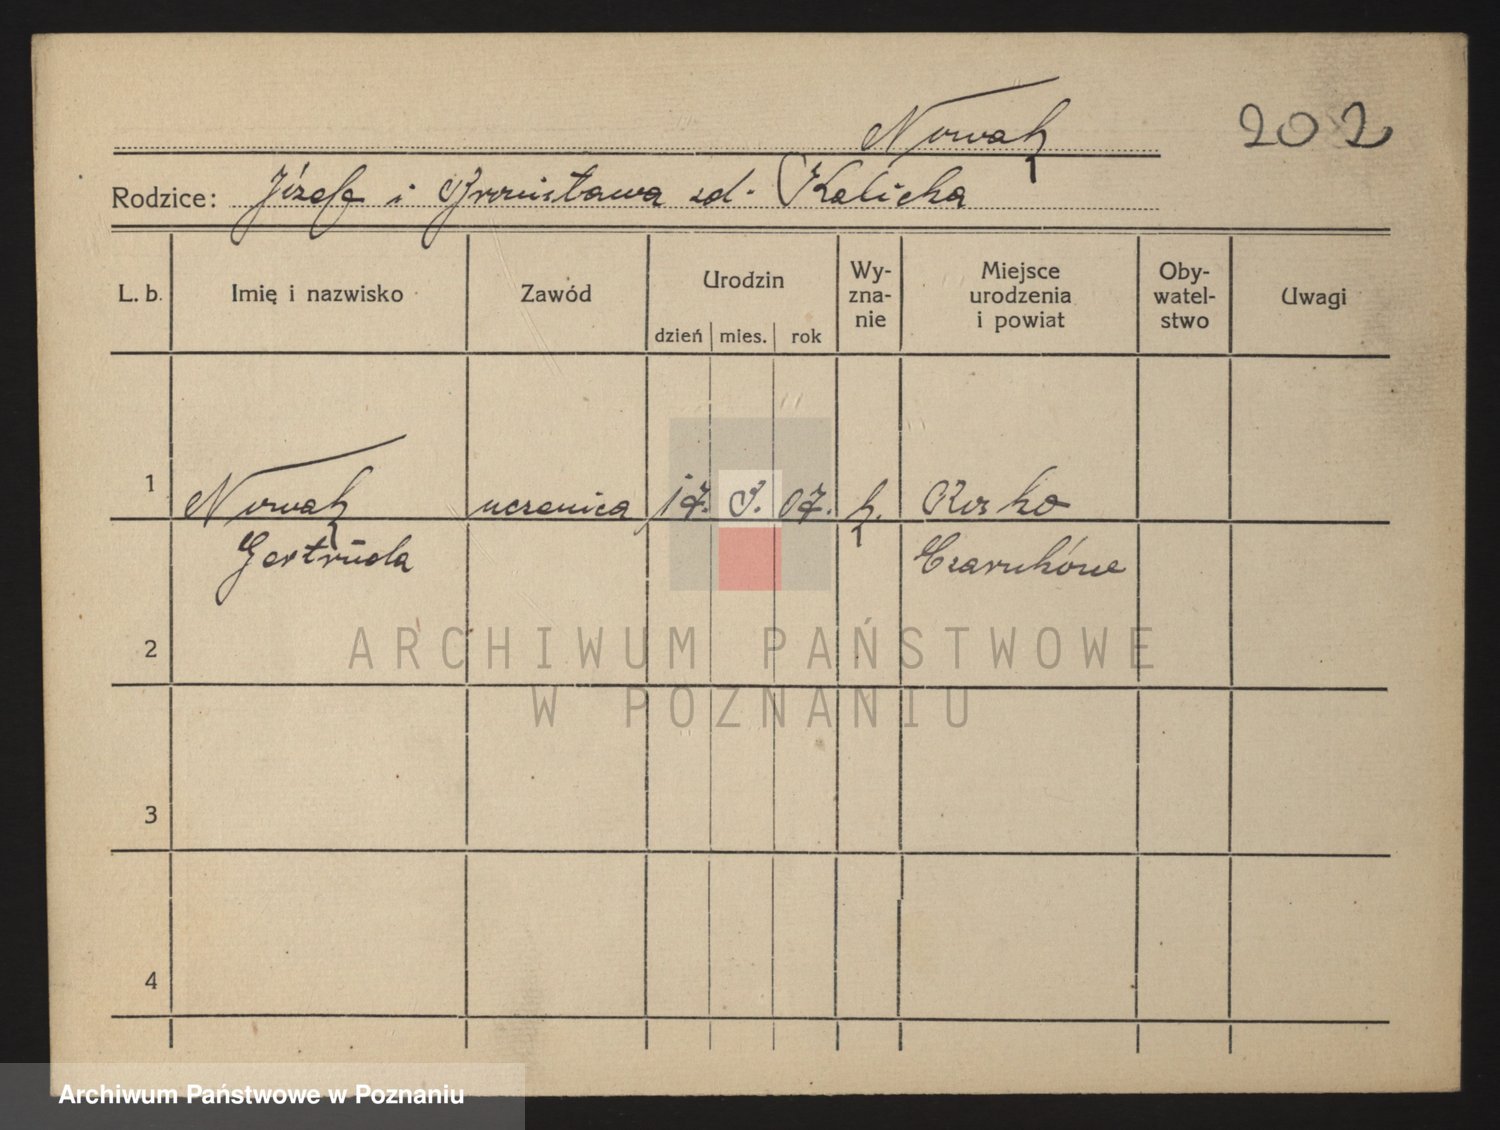 Nowak 202
Rodzice: Józef i Bronisława zd. Kalicka
L. b. Imię i nazwisko Zawód Urodzin Wy-zna-nie Miejsce urodzenia i powiat Oby-watel-stwo Uwagi
dzień mies. rok
1 Nowak uczenica 17. 07. k. Rosko
Gertruda Czarnków
2
ARCHIWUM PAŃSTWOWE
W POZNANIU
3
4
Archiwum Państwowe w Poznaniu